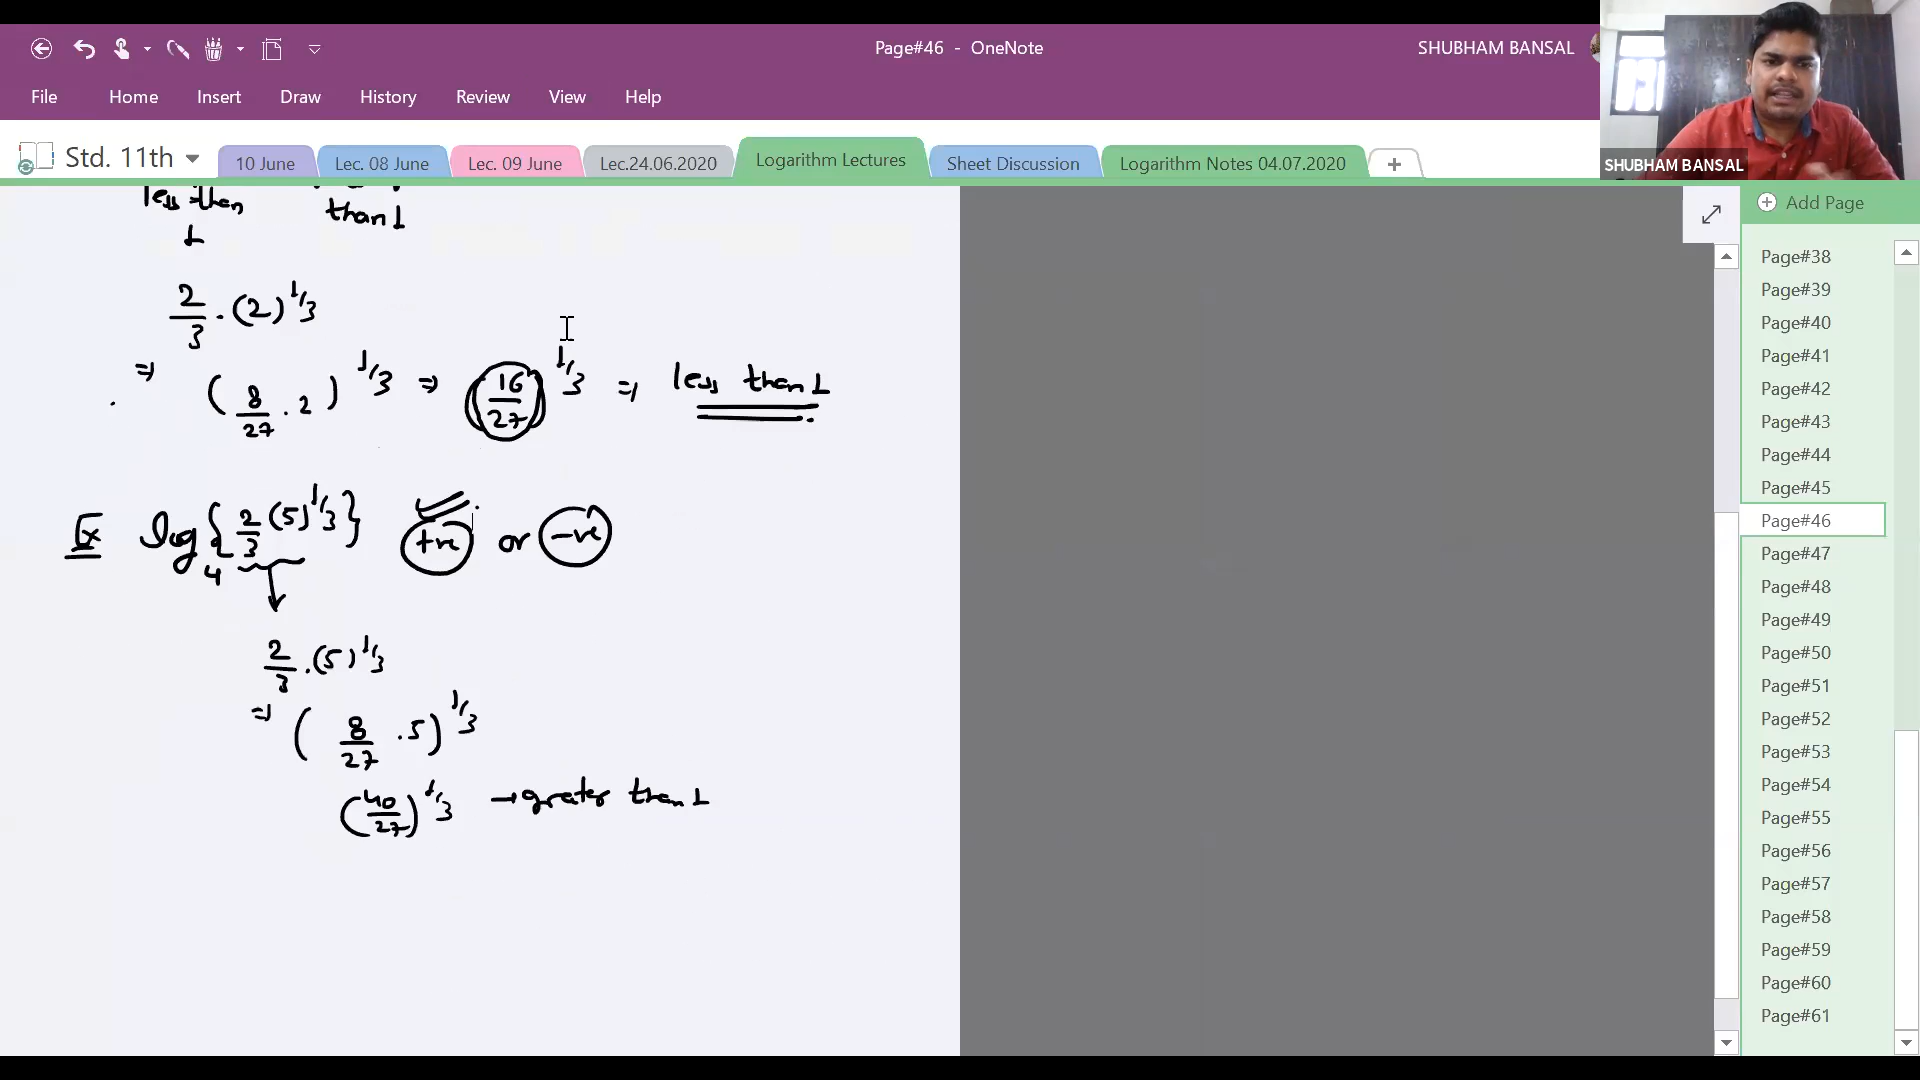 Page#46 - OneNote
SHUBHAM BANSAL
File Home Insert Draw History Review View Help
SHUBHAM BANSAL
Std. 11th
10 June
Lec. 08 June
Lec. 09 June
Lec.24.06.2020
Logarithm Lectures
Sheet Discussion
Logarithm Notes 04.07.2020
less than
1
than 1
2/3 . (2)^1/3
⇒ (8/27 . 2)^1/3 ⇒ (16/27)^1/3 ⇒ less than 1
Ex log_4 {2/3 (5)^1/3} +ve or -ve
2/3 . (5)^1/3
⇒ (8/27 . 5)^1/3
(40/27)^1/3 → greater than 1
Add Page
Page#38
Page#39
Page#40
Page#41
Page#42
Page#43
Page#44
Page#45
Page#46
Page#47
Page#48
Page#49
Page#50
Page#51
Page#52
Page#53
Page#54
Page#55
Page#56
Page#57
Page#58
Page#59
Page#60
Page#61